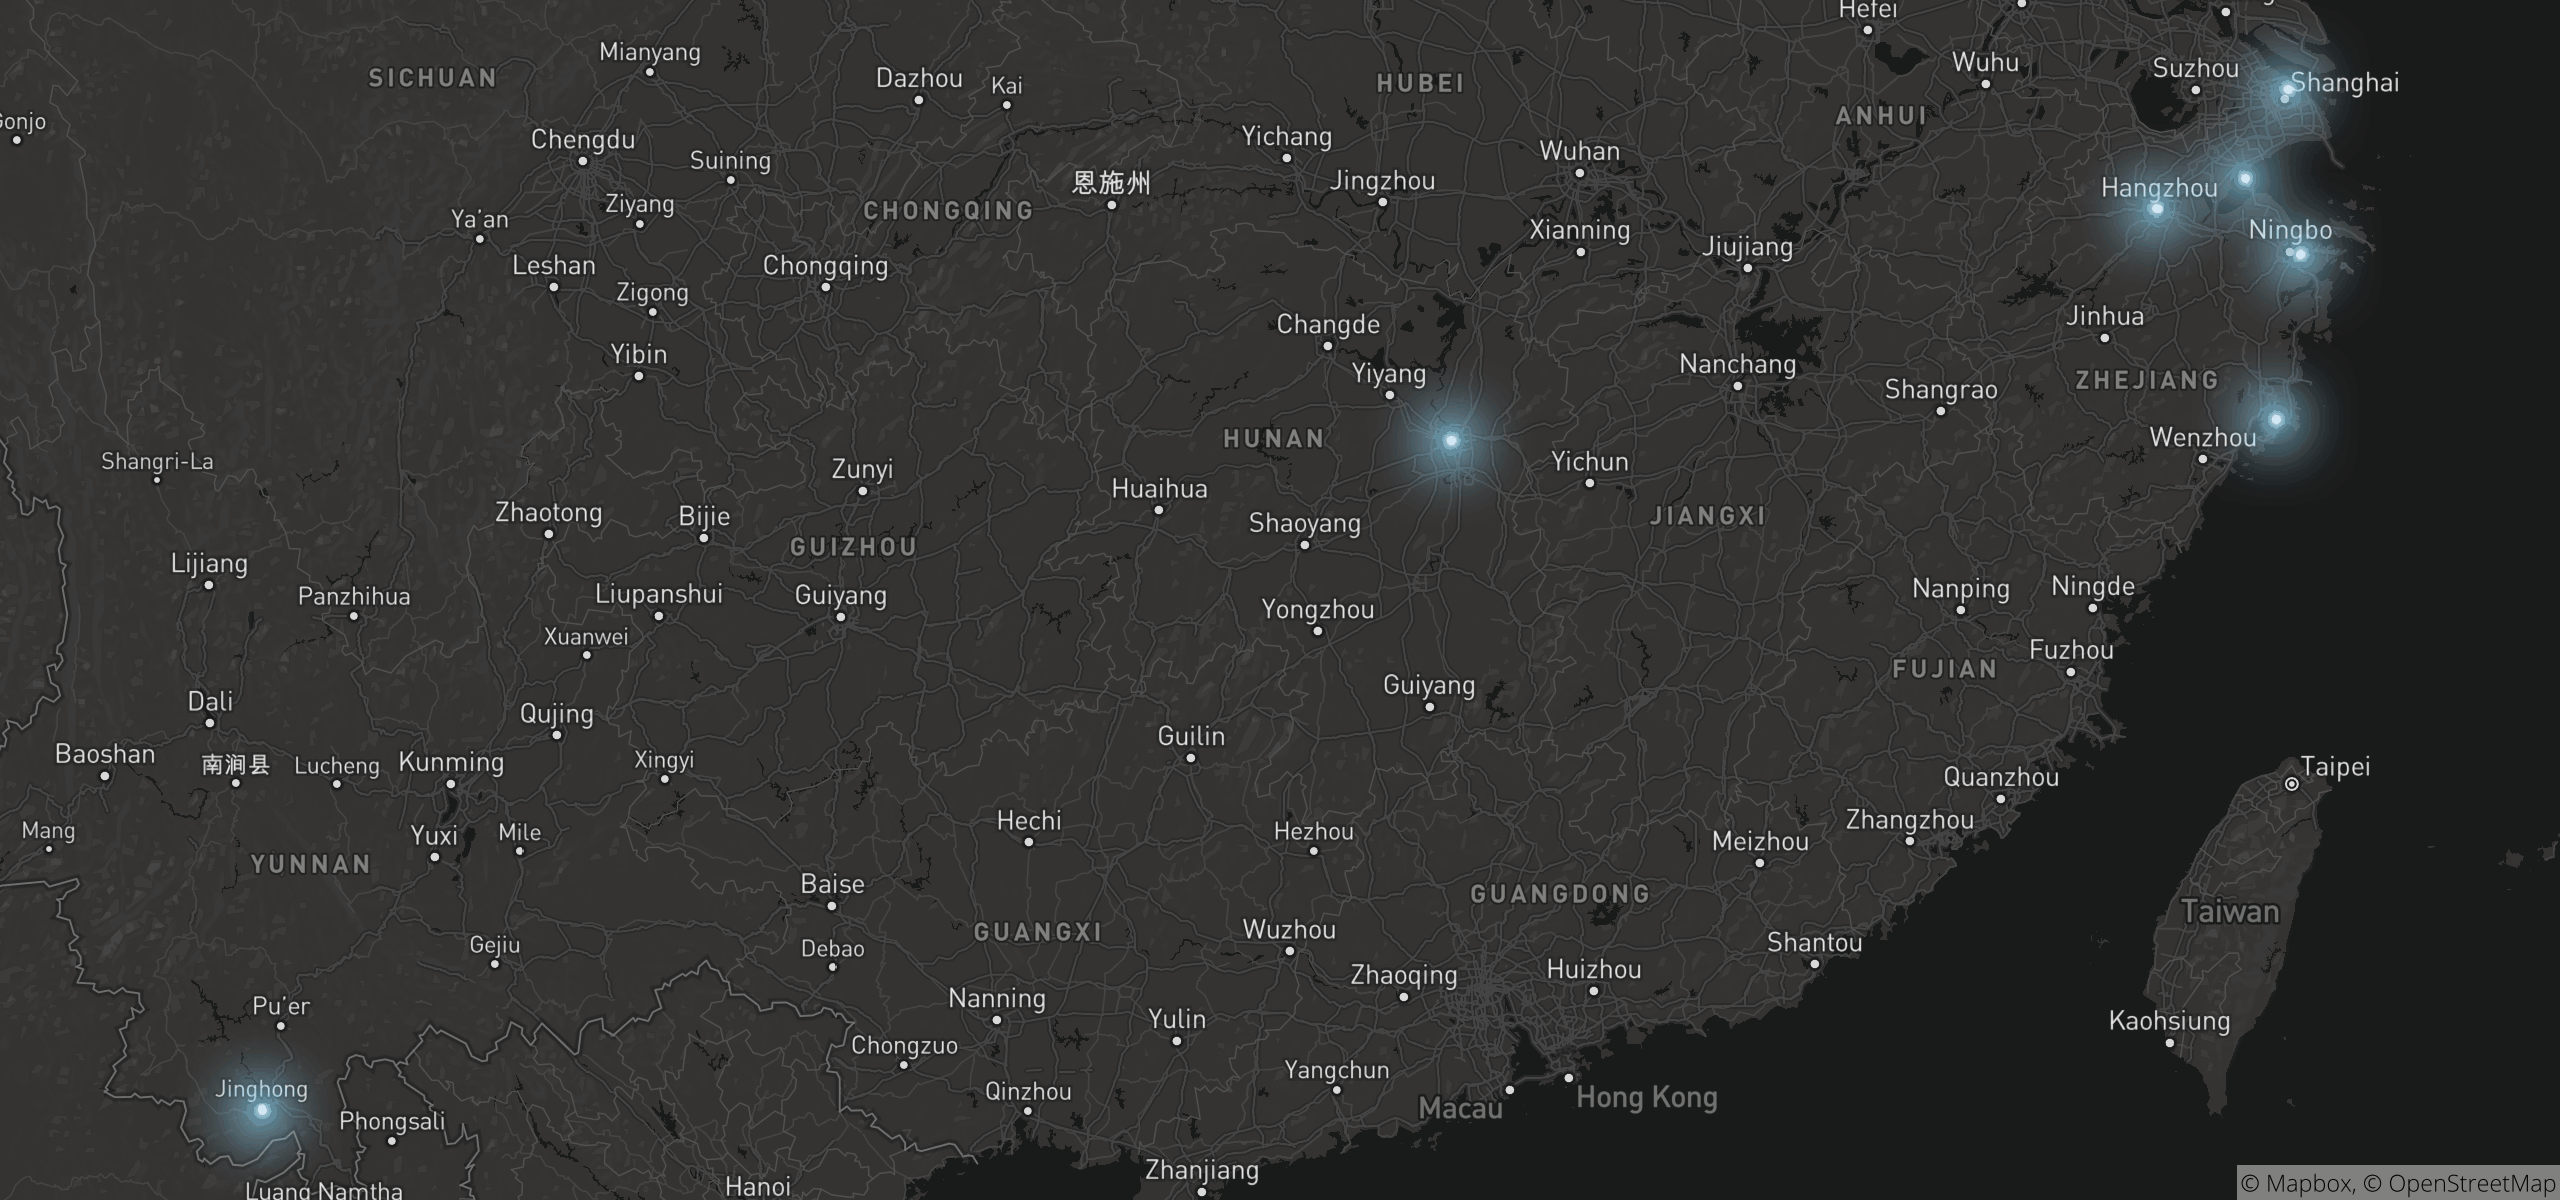 Hefei
Mianyang
SICHUAN
Dazhou
Kai
HUBEI
Wuhu
Suzhou
Shanghai
ANHUI
Gonjo
Chengdu
Suining
Yichang
Wuhan
Jingzhou
恩施州
Hangzhou
Ya'an
Ziyang
CHONGQING
Xianning
Ningbo
Jiujiang
Leshan
Chongqing
Zigong
Changde
Jinhua
Yibin
Yiyang
Nanchang
Shangrao
ZHEJIANG
HUNAN
Wenzhou
Shangri-La
Zunyi
Yichun
Huaihua
Zhaotong
Bijie
Shaoyang
JIANGXI
GUIZHOU
Lijiang
Panzhihua
Liupanshui
Guiyang
Yongzhou
Nanping
Ningde
Xuanwei
Fuzhou
FUJIAN
Guiyang
Dali
Qujing
Guilin
Baoshan
南涧县
Lucheng
Kunming
Xingyi
Taipei
Quanzhou
Mang
Yuxi
Mile
Hechi
Hezhou
Meizhou
Zhangzhou
YUNNAN
Baise
GUANGDONG
Taiwan
Gejiu
Debao
GUANGXI
Wuzhou
Shantou
Zhaoqing
Huizhou
Pu'er
Nanning
Yulin
Kaohsiung
Chongzuo
Jinghong
Qinzhou
Yangchun
Macau
Hong Kong
Phongsali
Zhanjiang
Luang Namtha
Hanoi
© Mapbox, © OpenStreetMap